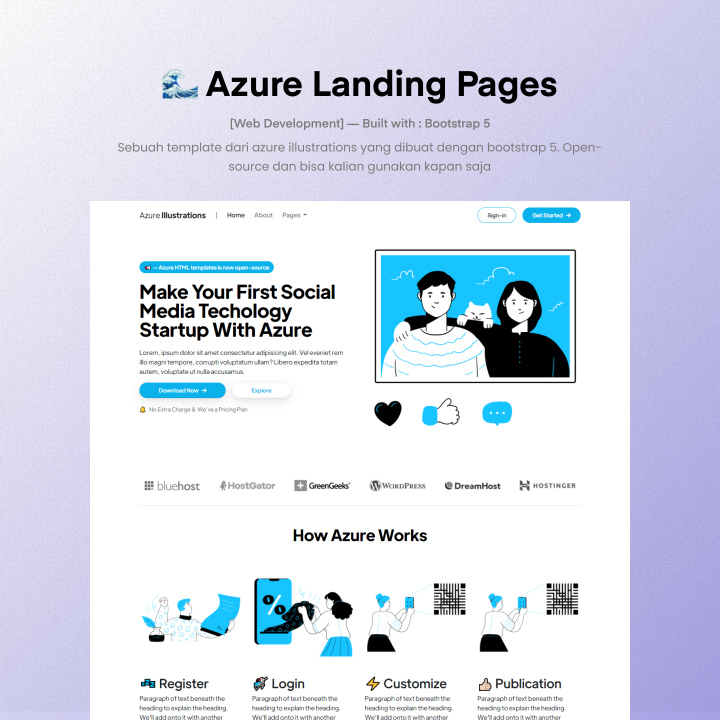 🌊 Azure Landing Pages
[Web Development] — Built with : Bootstrap 5
Sebuah template dari azure illustrations yang dibuat dengan bootstrap 5. Open-
source dan bisa kalian gunakan kapan saja
Azure Illustrations | Home About Pages Sign-in Get Started →
— Azure HTML templates is now open-source
Make Your First Social
Media Techology
Startup With Azure
Lorem, ipsum dolor sit amet consectetur adipisicing elit. Vel eveniet rem
illo magni tempore, corrupti voluptatum ullam? Libero expedita totam
autem, voluptate ut nulla accusamus.
Download Now → Explore
No Extra Charge & We've a Pricing Plan
bluehost HostGator GreenGeeks WORDPRESS DreamHost HOSTINGER
How Azure Works
%
$ $
Register Login Customize Publication
Paragraph of text beneath the Paragraph of text beneath the Paragraph of text beneath the Paragraph of text beneath the
heading to explain the heading. heading to explain the heading. heading to explain the heading. heading to explain the heading.
We'll add onto it with another We'll add onto it with another We'll add onto it with another We'll add onto it with another